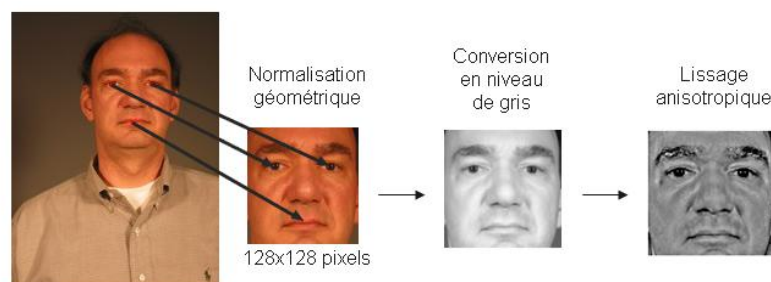 Normalisation
géométrique
128x128 pixels
Conversion
en niveau
de gris
Lissage
anisotropique